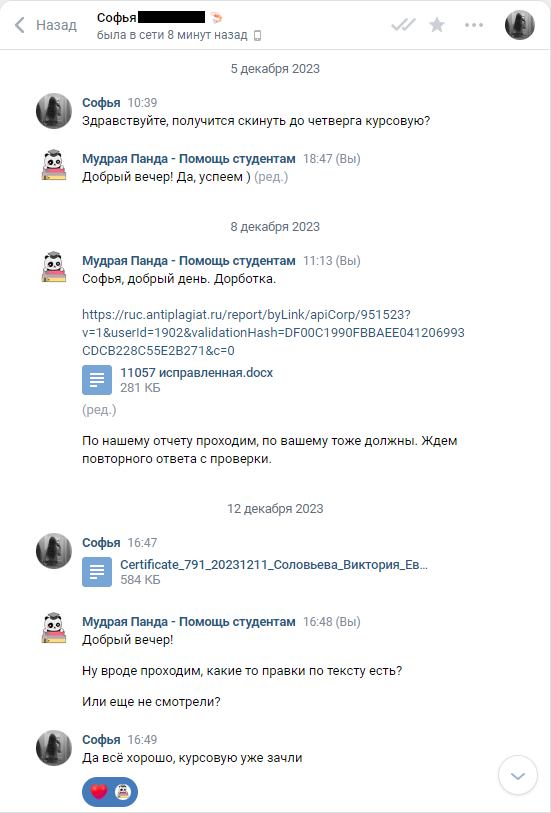 Назад
Софья
была в сети 8 минут назад
5 декабря 2023
Софья 10:39
Здравствуйте, получится скинуть до четверга курсовую?
Мудрая Панда - Помощь студентам 18:47 (Вы)
Добрый вечер! Да, успеем ) (ред.)
8 декабря 2023
Мудрая Панда - Помощь студентам 11:13 (Вы)
Софья, добрый день. Дорботка.
https://ruc.antiplagiat.ru/report/byLink/apiCorp/951523?
v=1&userId=1902&validationHash=DF00C1990FBBAEE041206993
CDCB228C55E2B271&c=0
11057 исправленная.docx
281 КБ
(ред.)
По нашему отчету проходим, по вашему тоже должны. Ждем
повторного ответа с проверки.
12 декабря 2023
Софья 16:47
Certificate_791_20231211_Соловьева_Виктория_Ев...
584 КБ
Мудрая Панда - Помощь студентам 16:48 (Вы)
Добрый вечер!
Ну вроде проходим, какие то правки по тексту есть?
Или еще не смотрели?
Софья 16:49
Да всё хорошо, курсовую уже зачли